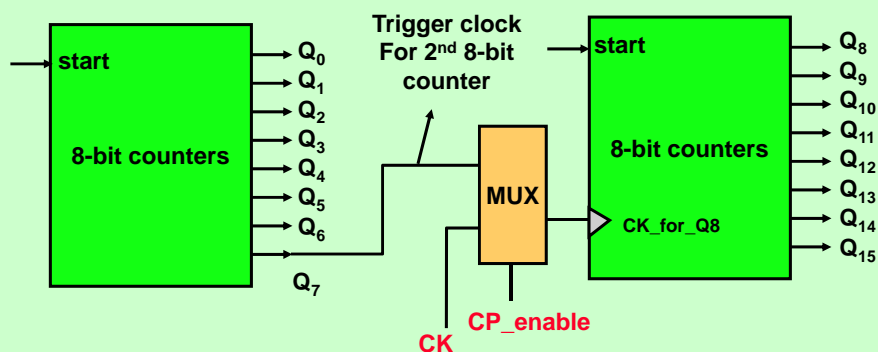 start
Q0
Q1
Q2
Q3
Q4
Q5
Q6
Q7
8-bit counters
Trigger clock
For 2nd 8-bit
counter
MUX
CK
CP_enable
start
8-bit counters
CK_for_Q8
Q8
Q9
Q10
Q11
Q12
Q13
Q14
Q15